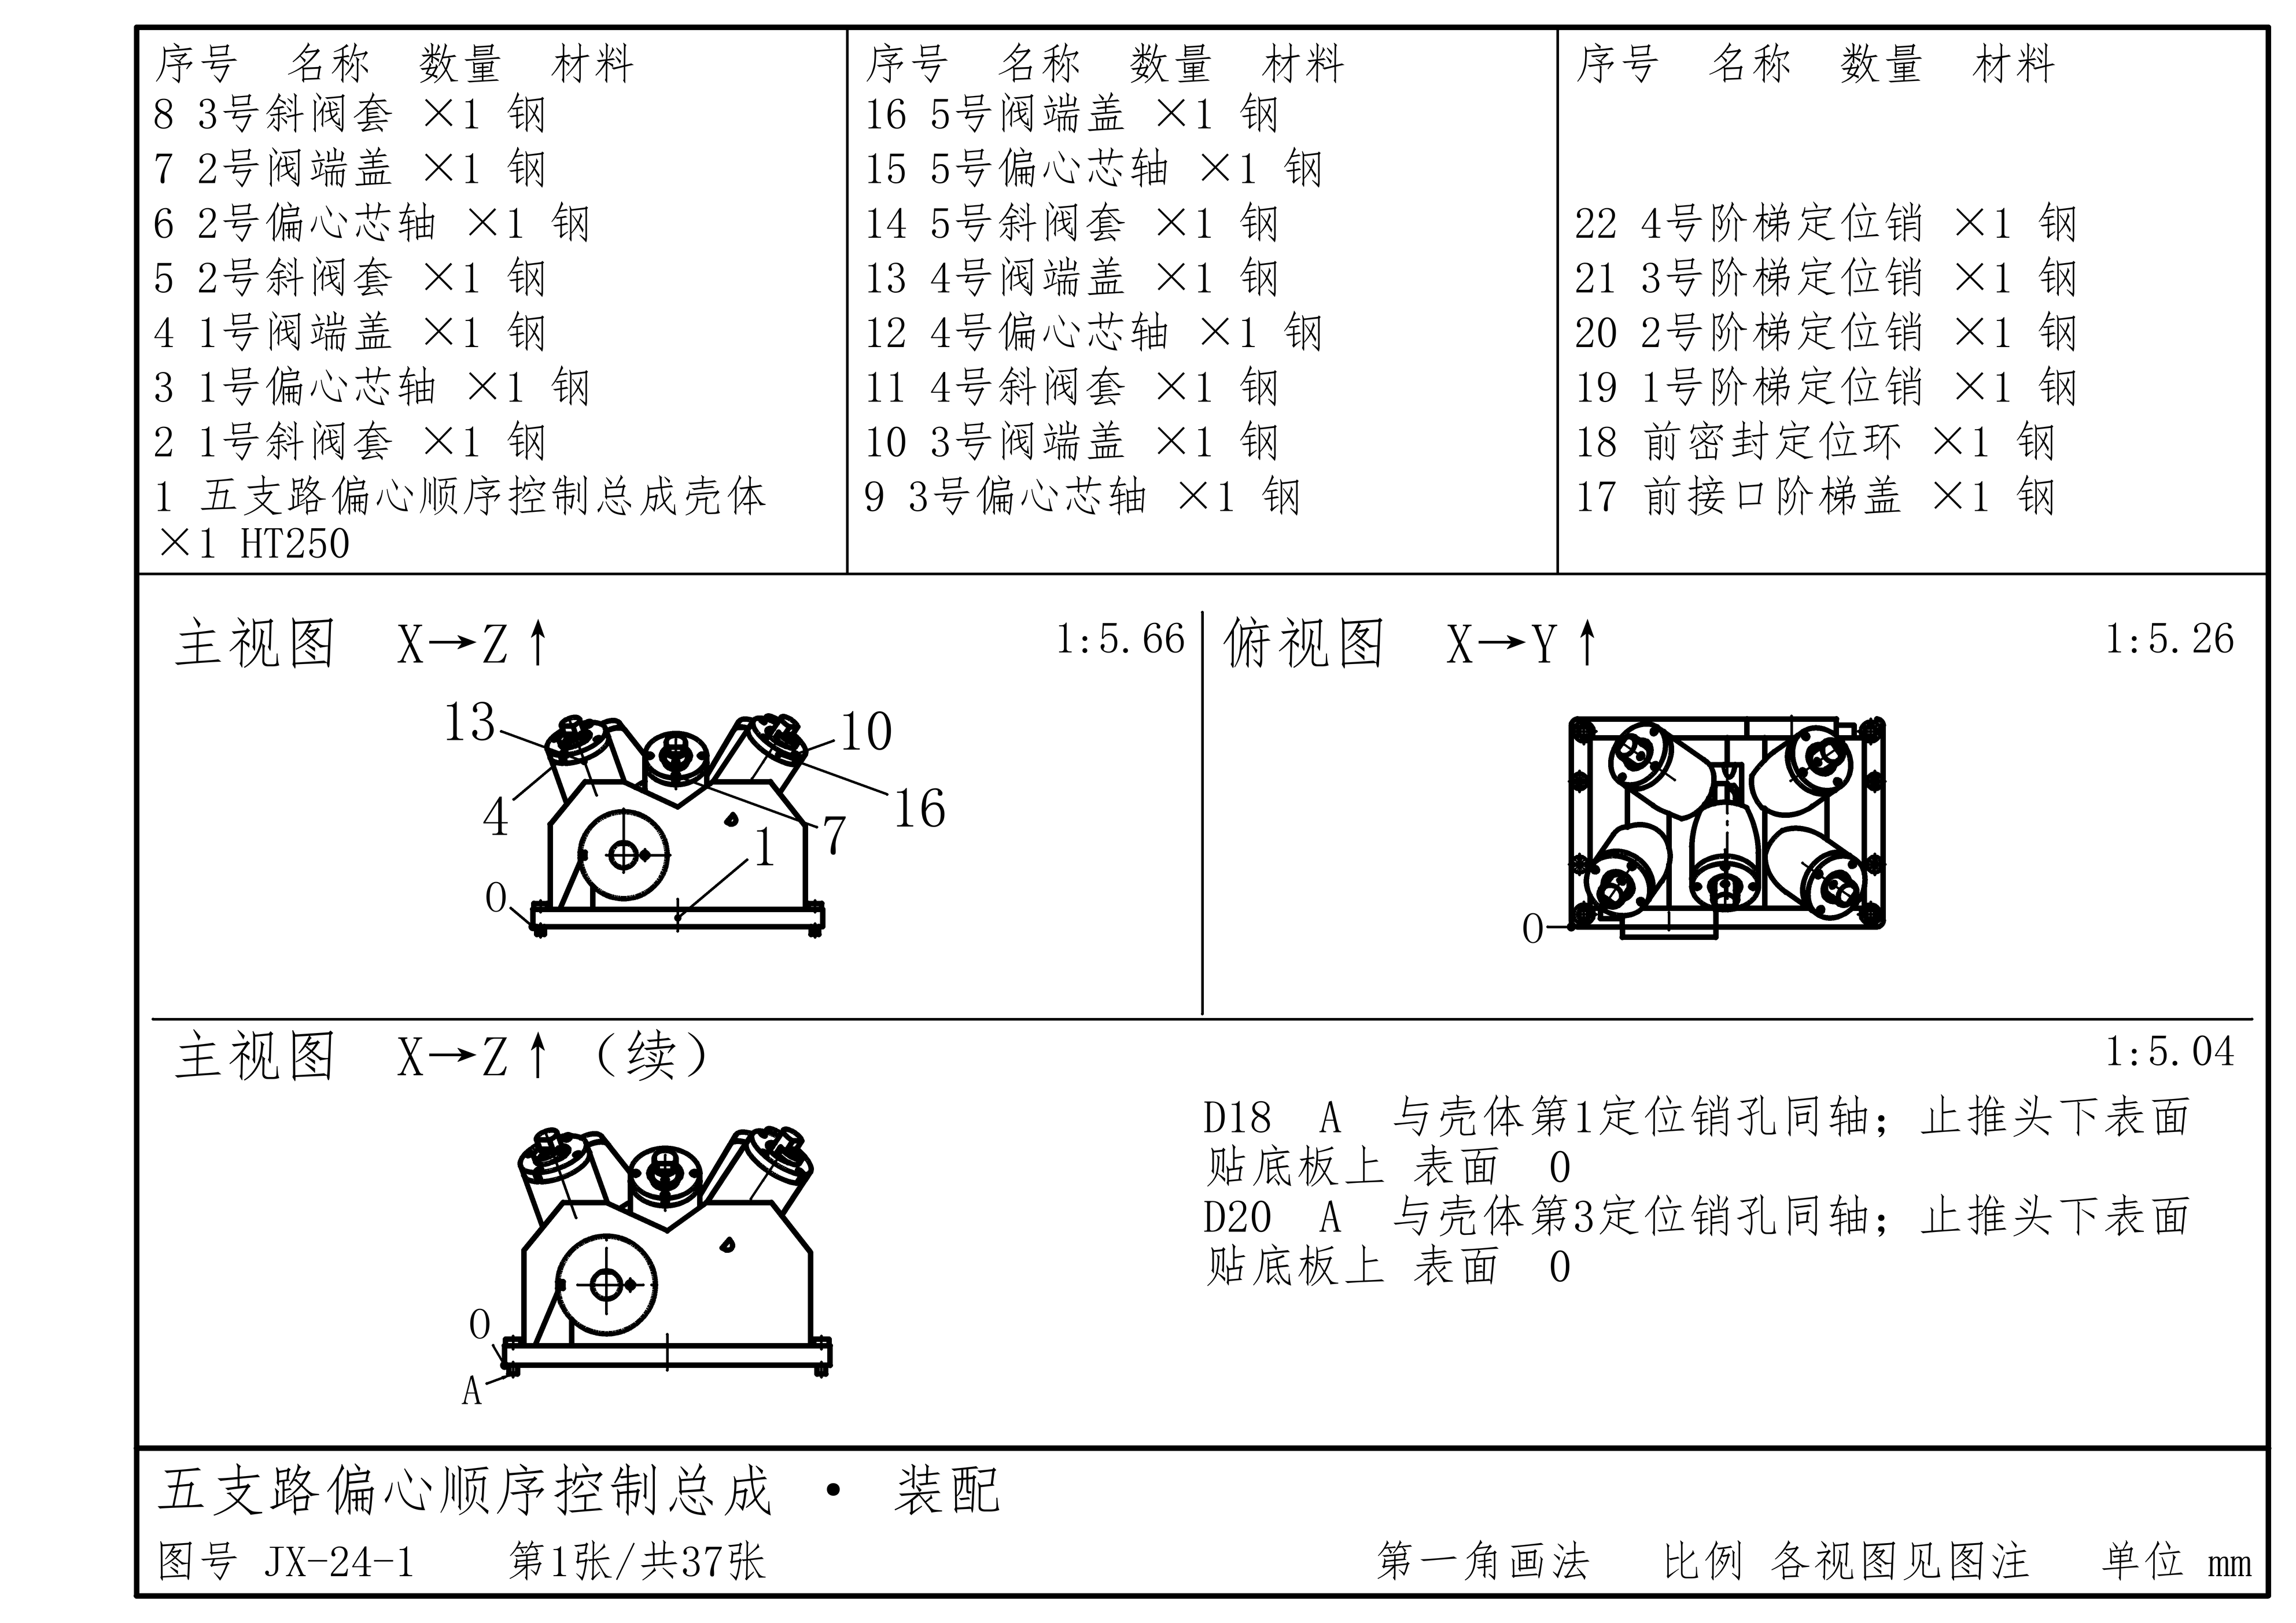 序号 名称 数量 材料
8 3号斜阀套 ×1 钢
7 2号阀端盖 ×1 钢
6 2号偏心芯轴 ×1 钢
5 2号斜阀套 ×1 钢
4 1号阀端盖 ×1 钢
3 1号偏心芯轴 ×1 钢
2 1号斜阀套 ×1 钢
1 五支路偏心顺序控制总成壳体
×1 HT250
序号 名称 数量 材料
16 5号阀端盖 ×1 钢
15 5号偏心芯轴 ×1 钢
14 5号斜阀套 ×1 钢
13 4号阀端盖 ×1 钢
12 4号偏心芯轴 ×1 钢
11 4号斜阀套 ×1 钢
10 3号阀端盖 ×1 钢
9 3号偏心芯轴 ×1 钢
序号 名称 数量 材料
22 4号阶梯定位销 ×1 钢
21 3号阶梯定位销 ×1 钢
20 2号阶梯定位销 ×1 钢
19 1号阶梯定位销 ×1 钢
18 前密封定位环 ×1 钢
17 前接口阶梯盖 ×1 钢
主视图 X→Z↑ 1:5.66
13
10
4
16
7
1
0
俯视图 X→Y↑ 1:5.26
0
主视图 X→Z↑（续） 1:5.04
0
A
D18 A 与壳体第1定位销孔同轴；止推头下表面
贴底板上 表面 0
D20 A 与壳体第3定位销孔同轴；止推头下表面
贴底板上 表面 0
五支路偏心顺序控制总成 · 装配
图号 JX-24-1 第1张/共37张 第一角画法 比例 各视图见图注 单位 mm